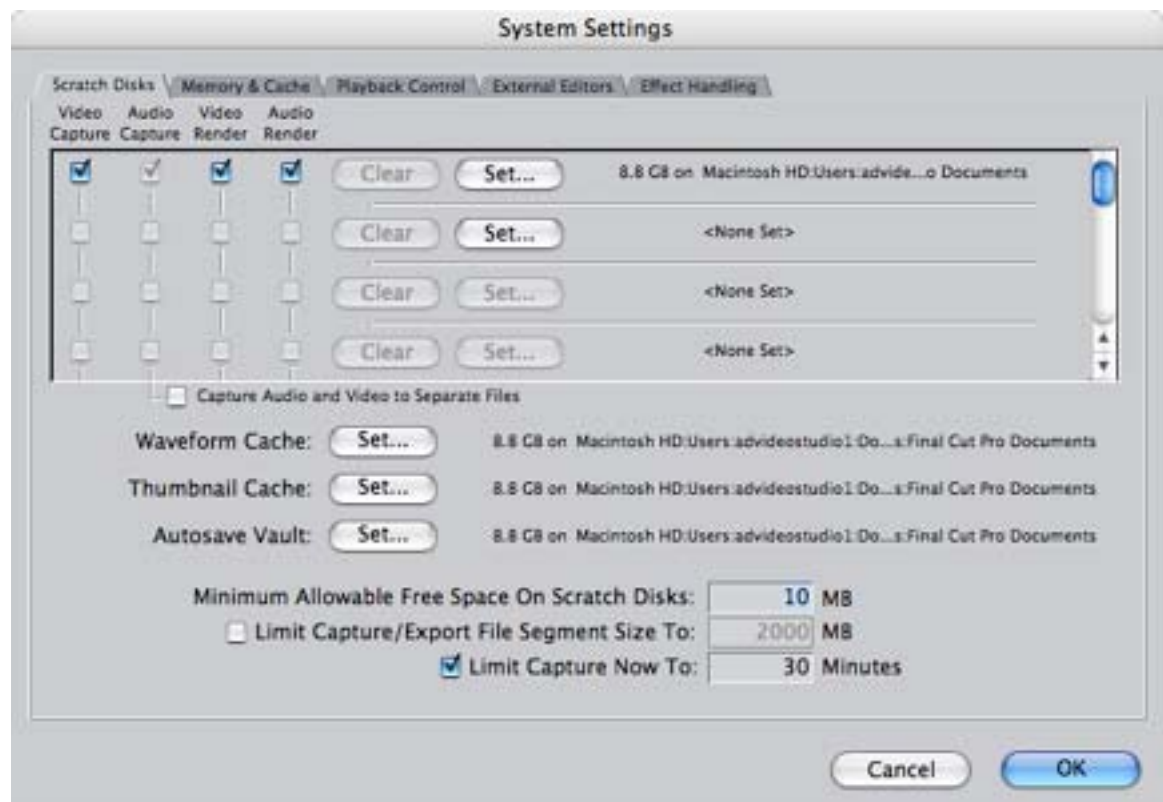 System Settings
Scratch Disks Memory & Cache Playback Control External Editors Effect Handling
Video Audio Video Audio
Capture Capture Render Render
Clear Set... 8.8 GB on Macintosh HD:Users:advide...o Documents
Clear Set... <None Set>
Clear Set... <None Set>
Clear Set... <None Set>
Capture Audio and Video to Separate Files
Waveform Cache: Set... 8.8 GB on Macintosh HD:Users:advideostudio1:Do...s:Final Cut Pro Documents
Thumbnail Cache: Set... 8.8 GB on Macintosh HD:Users:advideostudio1:Do...s:Final Cut Pro Documents
Autosave Vault: Set... 8.8 GB on Macintosh HD:Users:advideostudio1:Do...s:Final Cut Pro Documents
Minimum Allowable Free Space On Scratch Disks: 10 MB
Limit Capture/Export File Segment Size To: 2000 MB
Limit Capture Now To: 30 Minutes
Cancel OK